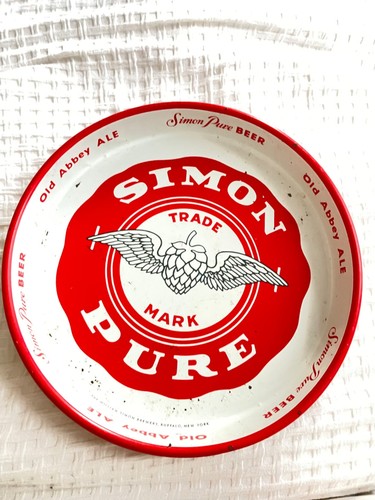 Simon Pure BEER
Old Abbey ALE
Simon Pure BEER
Old Abbey ALE
Simon Pure BEER
Old Abbey ALE
SIMON
TRADE
MARK
PURE